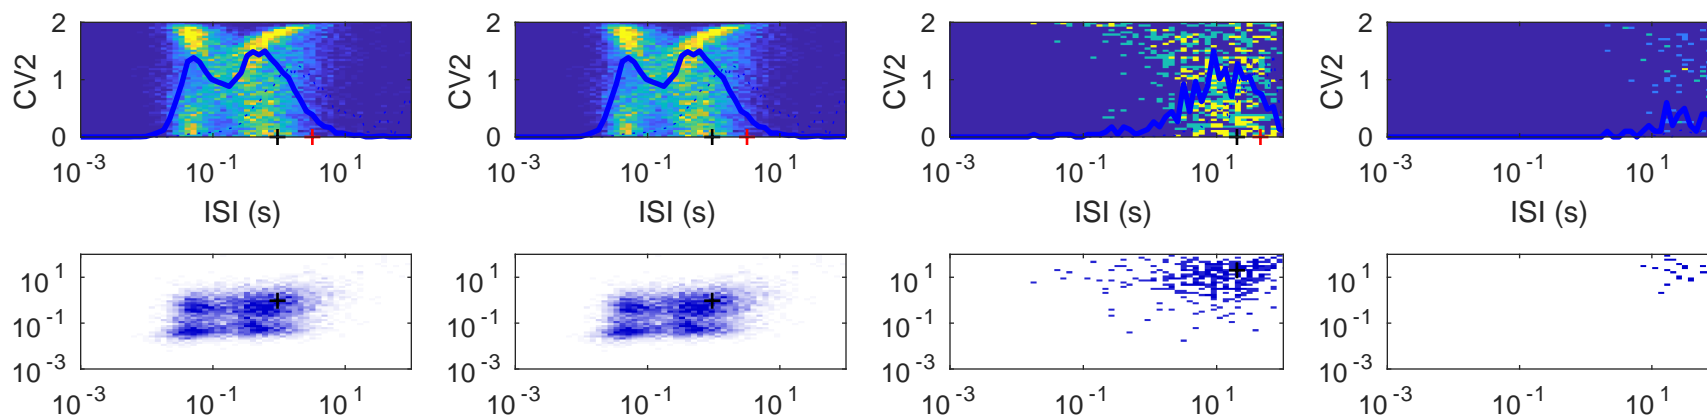 2 2 2 2
CV2 CV2 CV2 CV2
1 1 1 1
0 0 0 0
10^-3 10^-1 10^1 10^-3 10^-1 10^1 10^-3 10^-1 10^1 10^-3 10^-1 10^1
ISI (s) ISI (s) ISI (s) ISI (s)
10^1 10^1 10^1 10^1
10^-1 10^-1 10^-1 10^-1
10^-3 10^-3 10^-3 10^-3
10^-3 10^-1 10^1 10^-3 10^-1 10^1 10^-3 10^-1 10^1 10^-3 10^-1 10^1